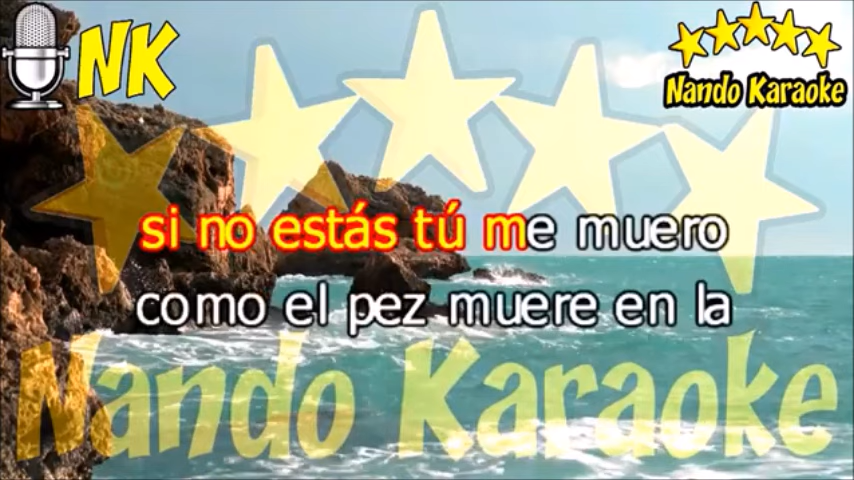 NK
Nando Karaoke
si no estás tú me muero
como el pez muere en la
Nando Karaoke